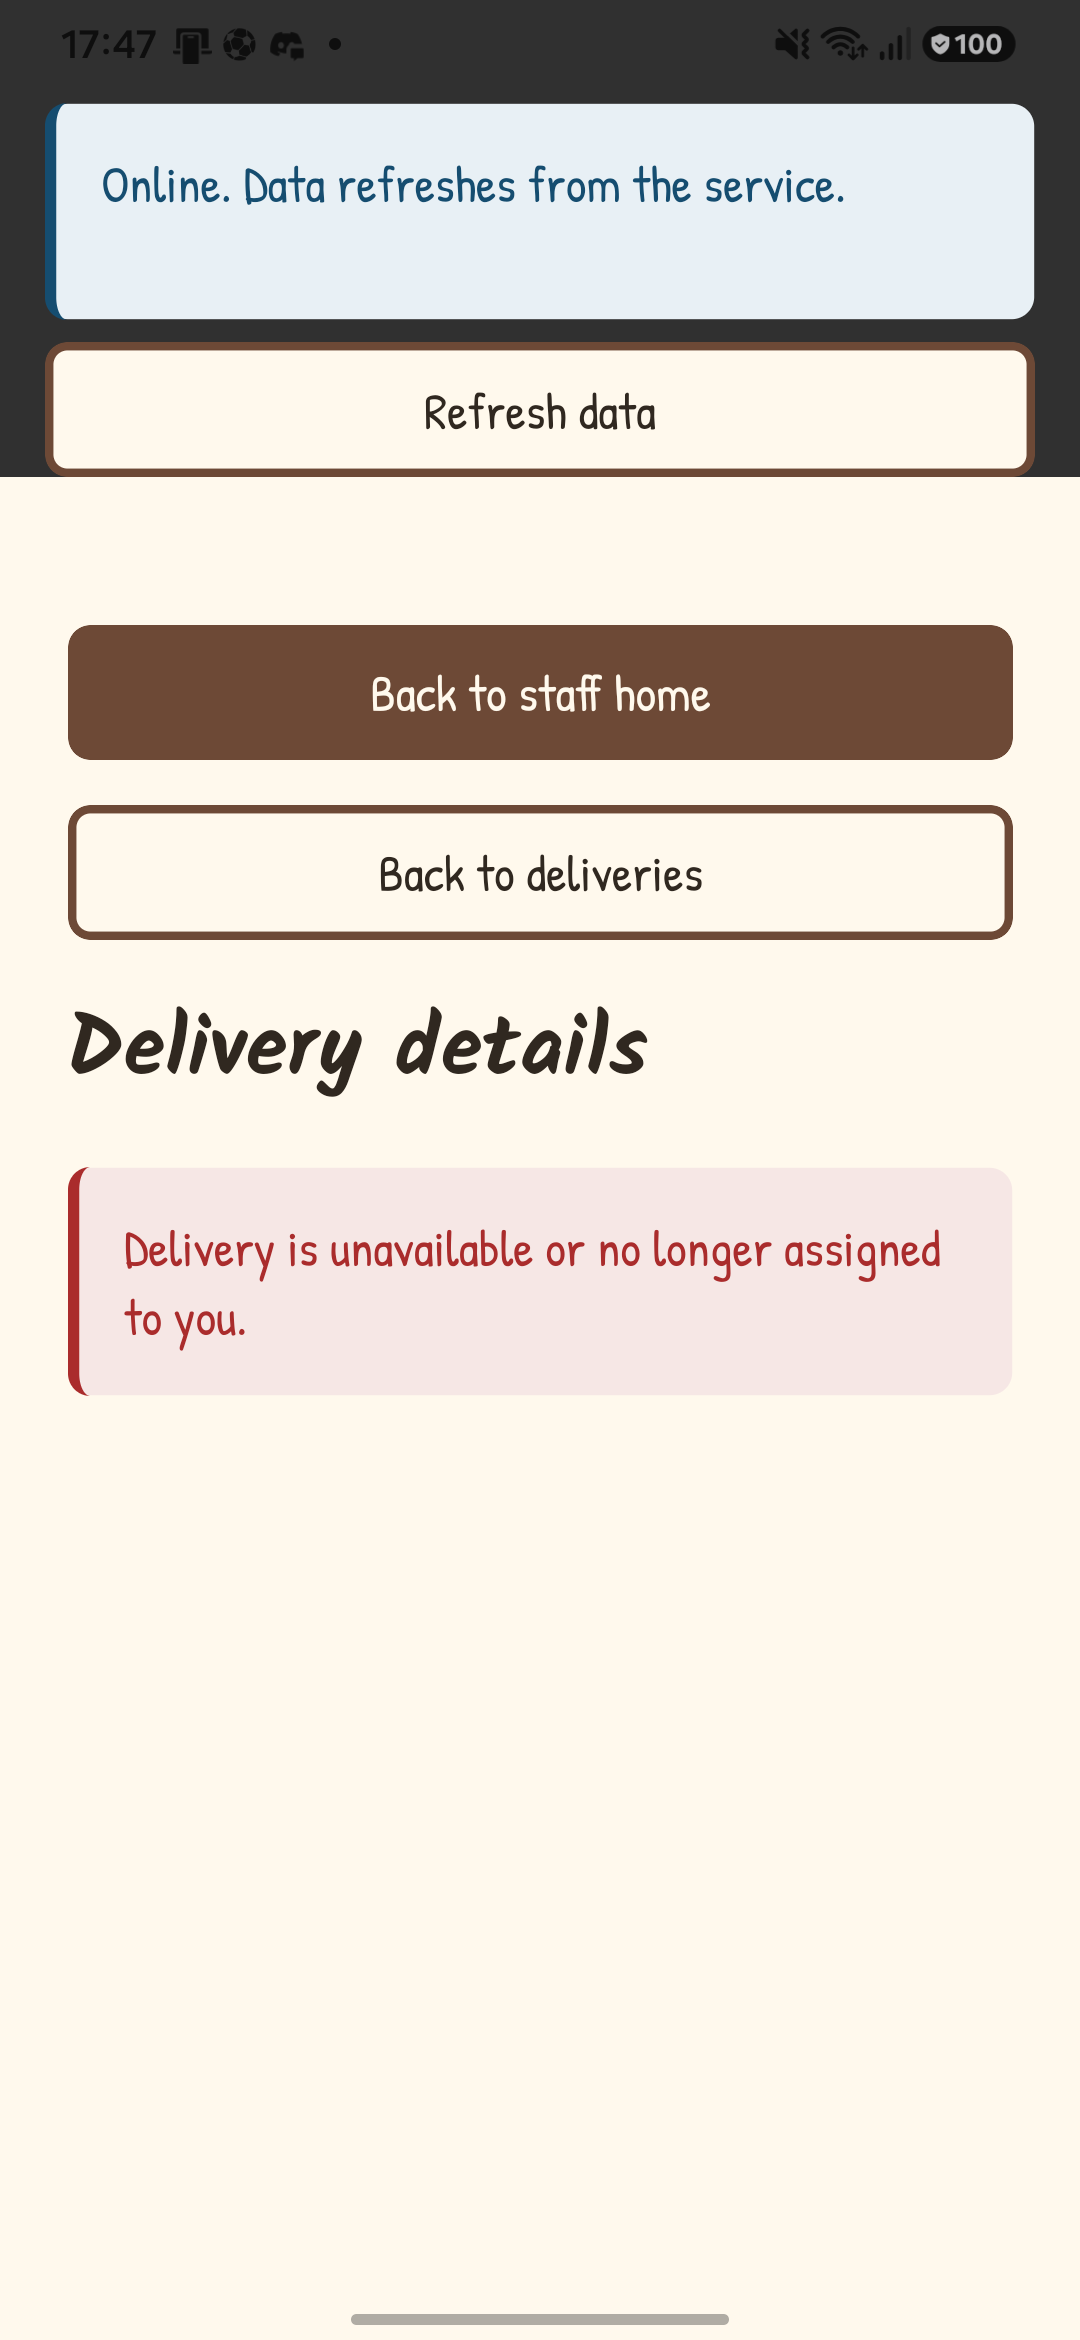 17:47
100
Online. Data refreshes from the service.
Refresh data
Back to staff home
Back to deliveries
Delivery details
Delivery is unavailable or no longer assigned
to you.